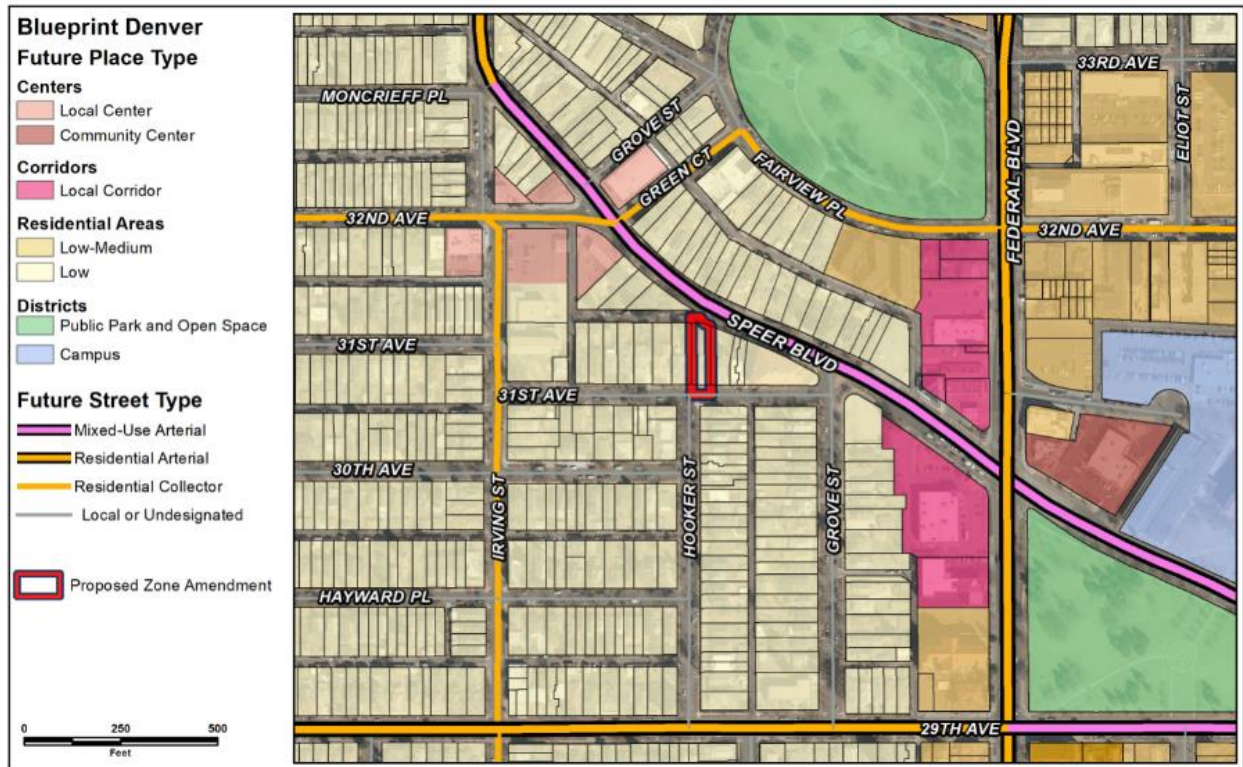 Blueprint Denver
Future Place Type
Centers
Local Center
Community Center
Corridors
Local Corridor
Residential Areas
Low-Medium
Low
Districts
Public Park and Open Space
Campus
Future Street Type
Mixed-Use Arterial
Residential Arterial
Residential Collector
Local or Undesignated
Proposed Zone Amendment
0 250 500
Feet
33RD AVE
MONCRIEFF PL
GROVE ST
ELIOT ST
GREEN CT
FAIRVIEW PL
FEDERAL BLVD
32ND AVE
32ND AVE
SPEER BLVD
31ST AVE
31ST AVE
30TH AVE
IRVING ST
HOOKER ST
GROVE ST
HAYWARD PL
29TH AVE